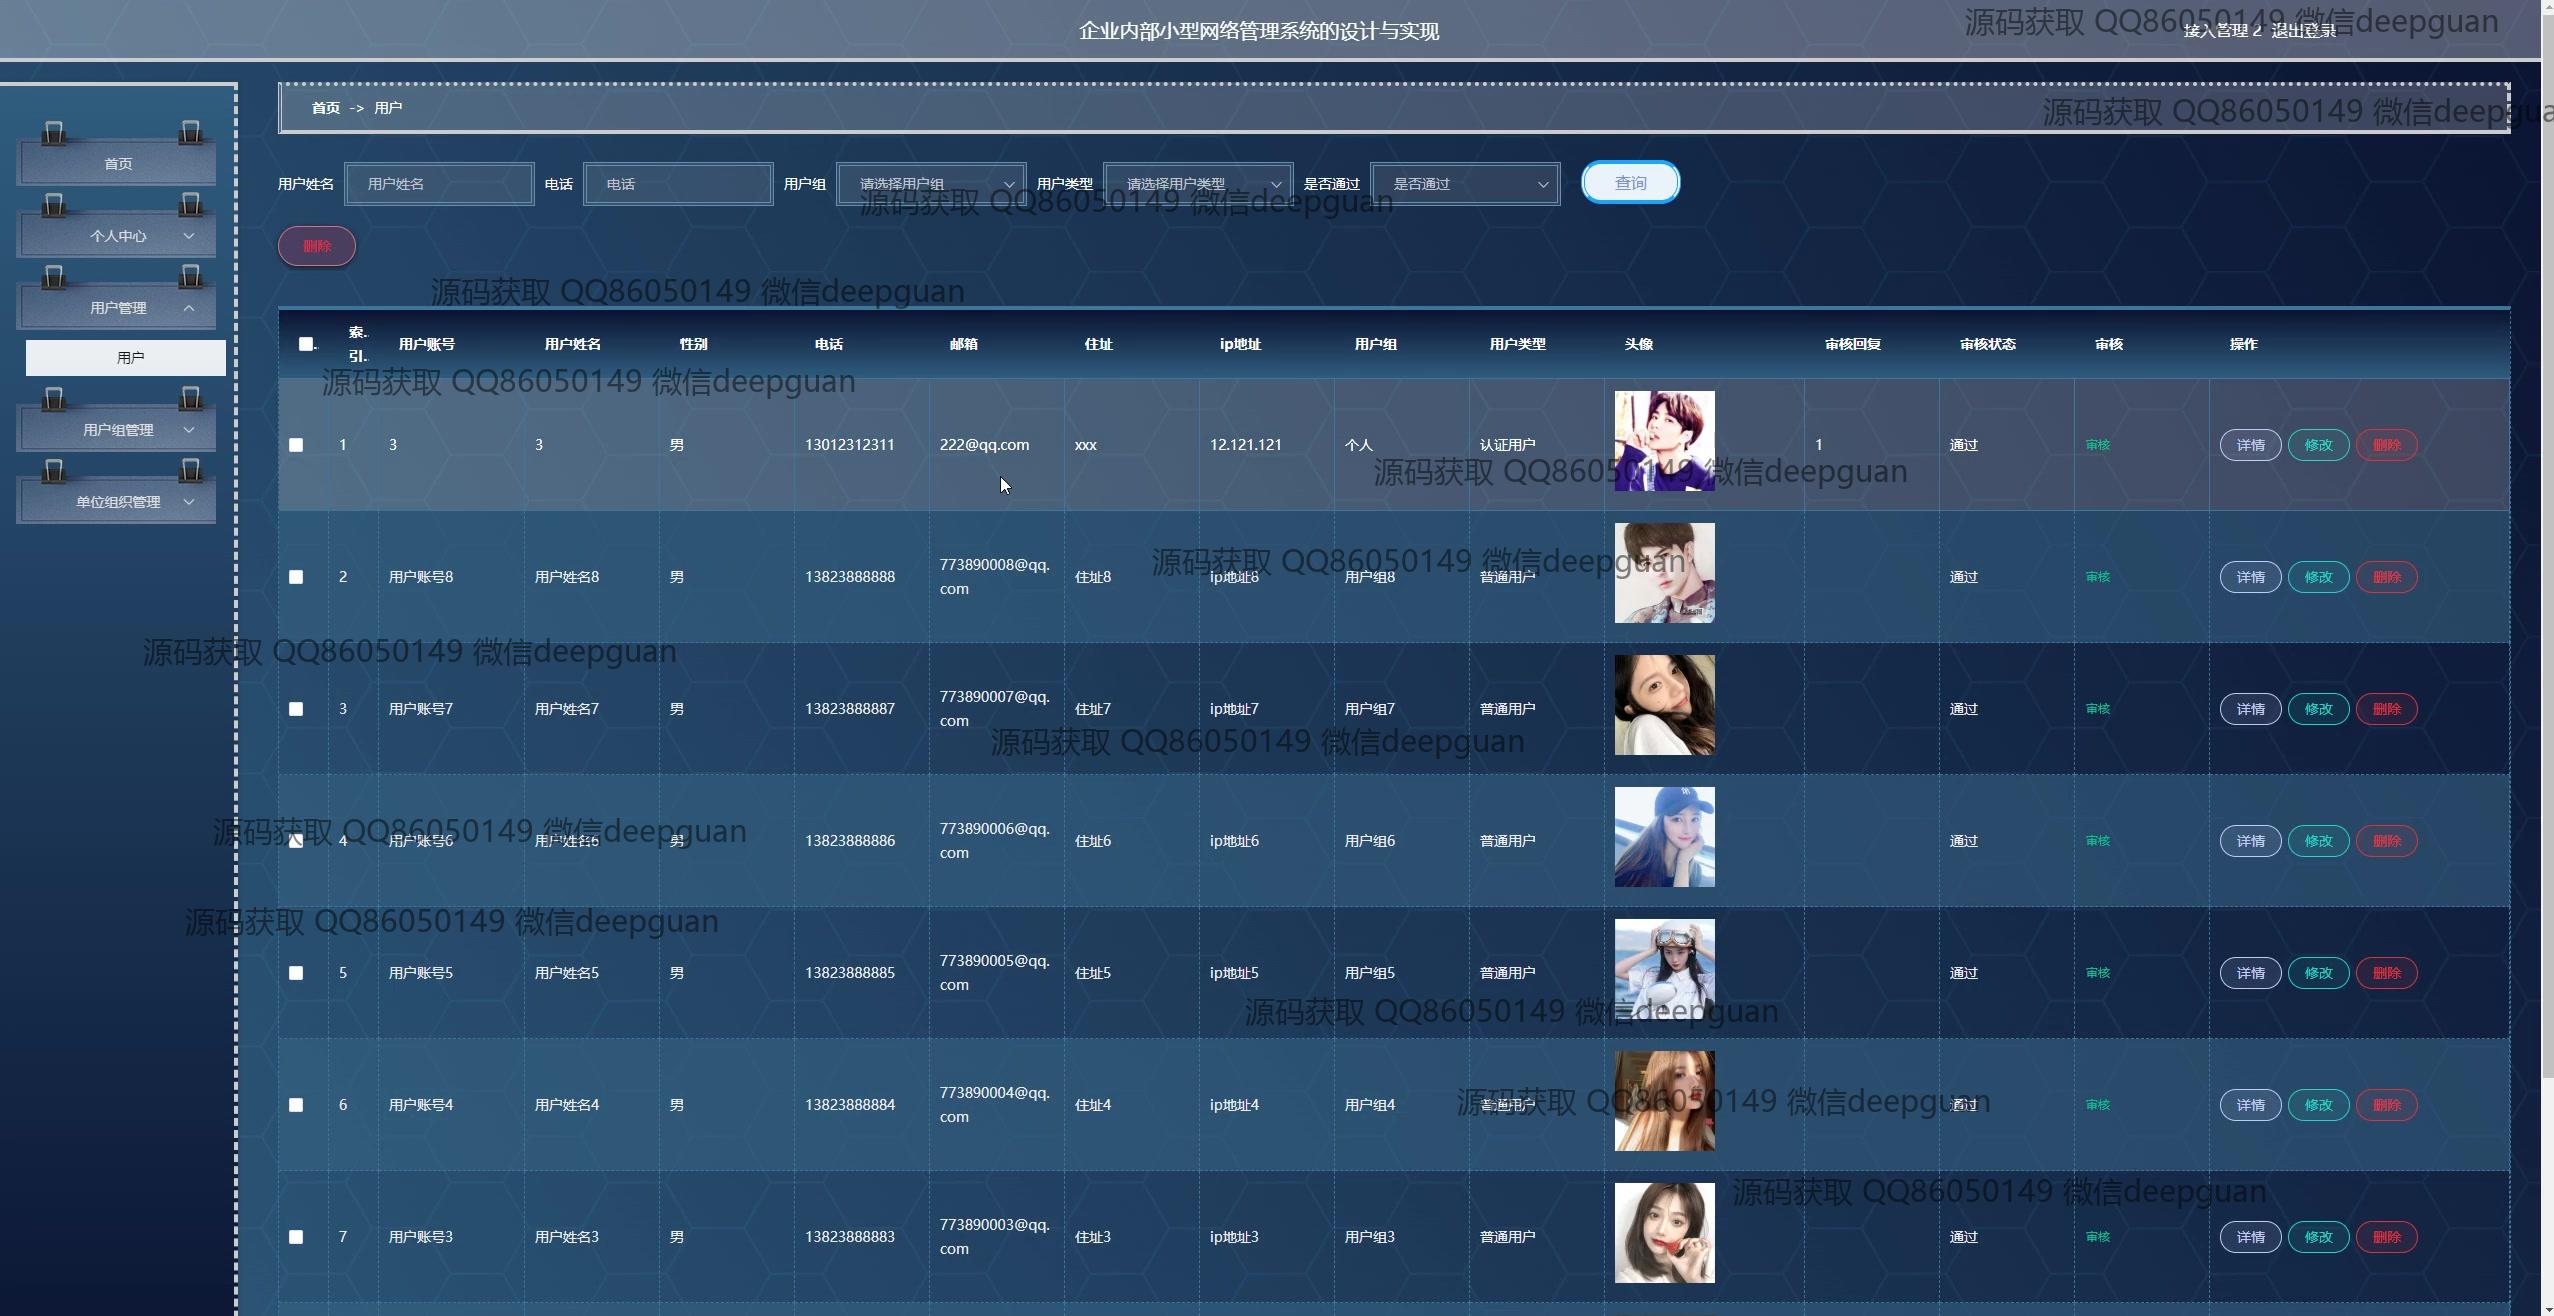 企业内部小型网络管理系统的设计与实现
接入管理 2 退出登录
源码获取 QQ86050149 微信deepguan
首页 -> 用户
源码获取 QQ86050149 微信deepgua
首页
个人中心
用户管理
用户
用户组管理
单位组织管理
用户姓名 用户姓名 电话 电话 用户组 请选择用户组 用户类型 请选择用户类型 是否通过 是否通过 查询
源码获取 QQ86050149 微信deepguan
删除
源码获取 QQ86050149 微信deepguan
索.. 引.. 用户账号 用户姓名 性别 电话 邮箱 住址 ip地址 用户组 用户类型 头像 审核回复 审核状态 审核 操作
源码获取 QQ86050149 微信deepguan
1 3 3 男 13012312311 222@qq.com xxx 12.121.121 个人 认证用户 1 通过 审核 详情 修改 删除
源码获取 QQ86050149 微信deepguan
源码获取 QQ86050149 微信deepguan
2 用户账号8 用户姓名8 男 13823888888 773890008@qq.com 住址8 ip地址8 用户组8 普通用户 通过 审核 详情 修改 删除
源码获取 QQ86050149 微信deepguan
3 用户账号7 用户姓名7 男 13823888887 773890007@qq.com 住址7 ip地址7 用户组7 普通用户 通过 审核 详情 修改 删除
源码获取 QQ86050149 微信deepguan
源码获取 QQ86050149 微信deepguan
4 用户账号6 用户姓名6 男 13823888886 773890006@qq.com 住址6 ip地址6 用户组6 普通用户 通过 审核 详情 修改 删除
源码获取 QQ86050149 微信deepguan
5 用户账号5 用户姓名5 男 13823888885 773890005@qq.com 住址5 ip地址5 用户组5 普通用户 通过 审核 详情 修改 删除
源码获取 QQ86050149 微信deepguan
源码获取 QQ86050149 微信deepguan
6 用户账号4 用户姓名4 男 13823888884 773890004@qq.com 住址4 ip地址4 用户组4 普通用户 通过 审核 详情 修改 删除
源码获取 QQ86050149 微信deepguan
7 用户账号3 用户姓名3 男 13823888883 773890003@qq.com 住址3 ip地址3 用户组3 普通用户 通过 审核 详情 修改 删除